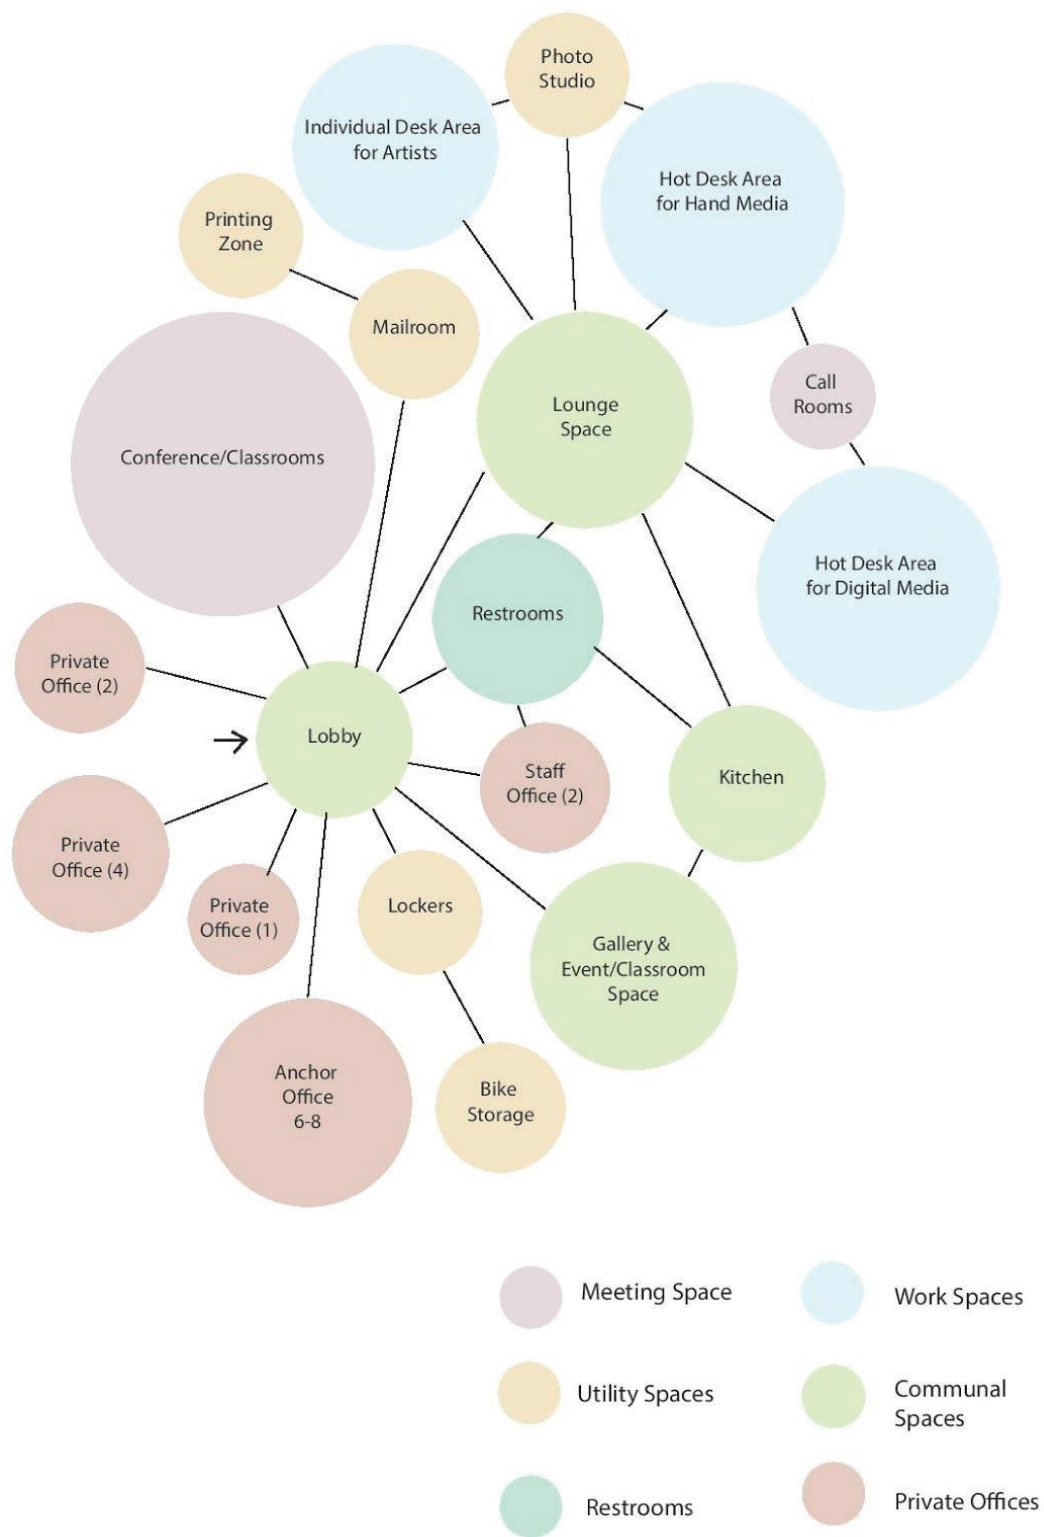 Photo
Studio
Individual Desk Area
for Artists
Hot Desk Area
for Hand Media
Printing
Zone
Mailroom
Call
Rooms
Lounge
Space
Conference/Classrooms
Hot Desk Area
for Digital Media
Restrooms
Private
Office (2)
Lobby
Staff
Office (2)
Kitchen
Private
Office (4)
Private
Office (1)
Lockers
Gallery &
Event/Classroom
Space
Anchor
Office
6-8
Bike
Storage
Meeting Space
Work Spaces
Utility Spaces
Communal
Spaces
Restrooms
Private Offices